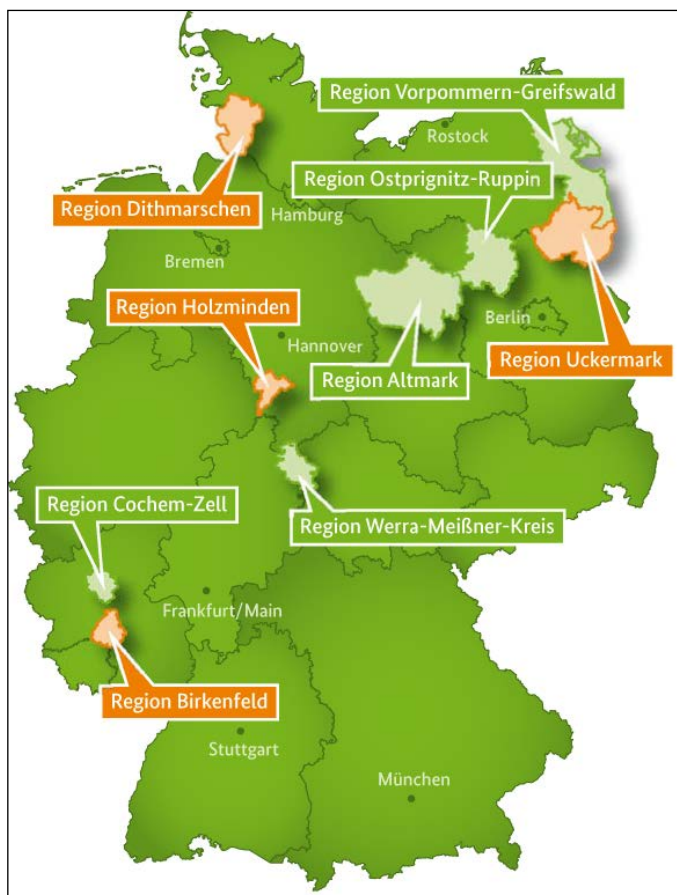 Region Vorpommern-Greifswald
Rostock
Region Ostprignitz-Ruppin
Region Dithmarschen
Hamburg
Bremen
Region Holzminden
Berlin
Hannover
Region Uckermark
Region Altmark
Region Cochem-Zell
Region Werra-Meißner-Kreis
Frankfurt/Main
Region Birkenfeld
Stuttgart
München